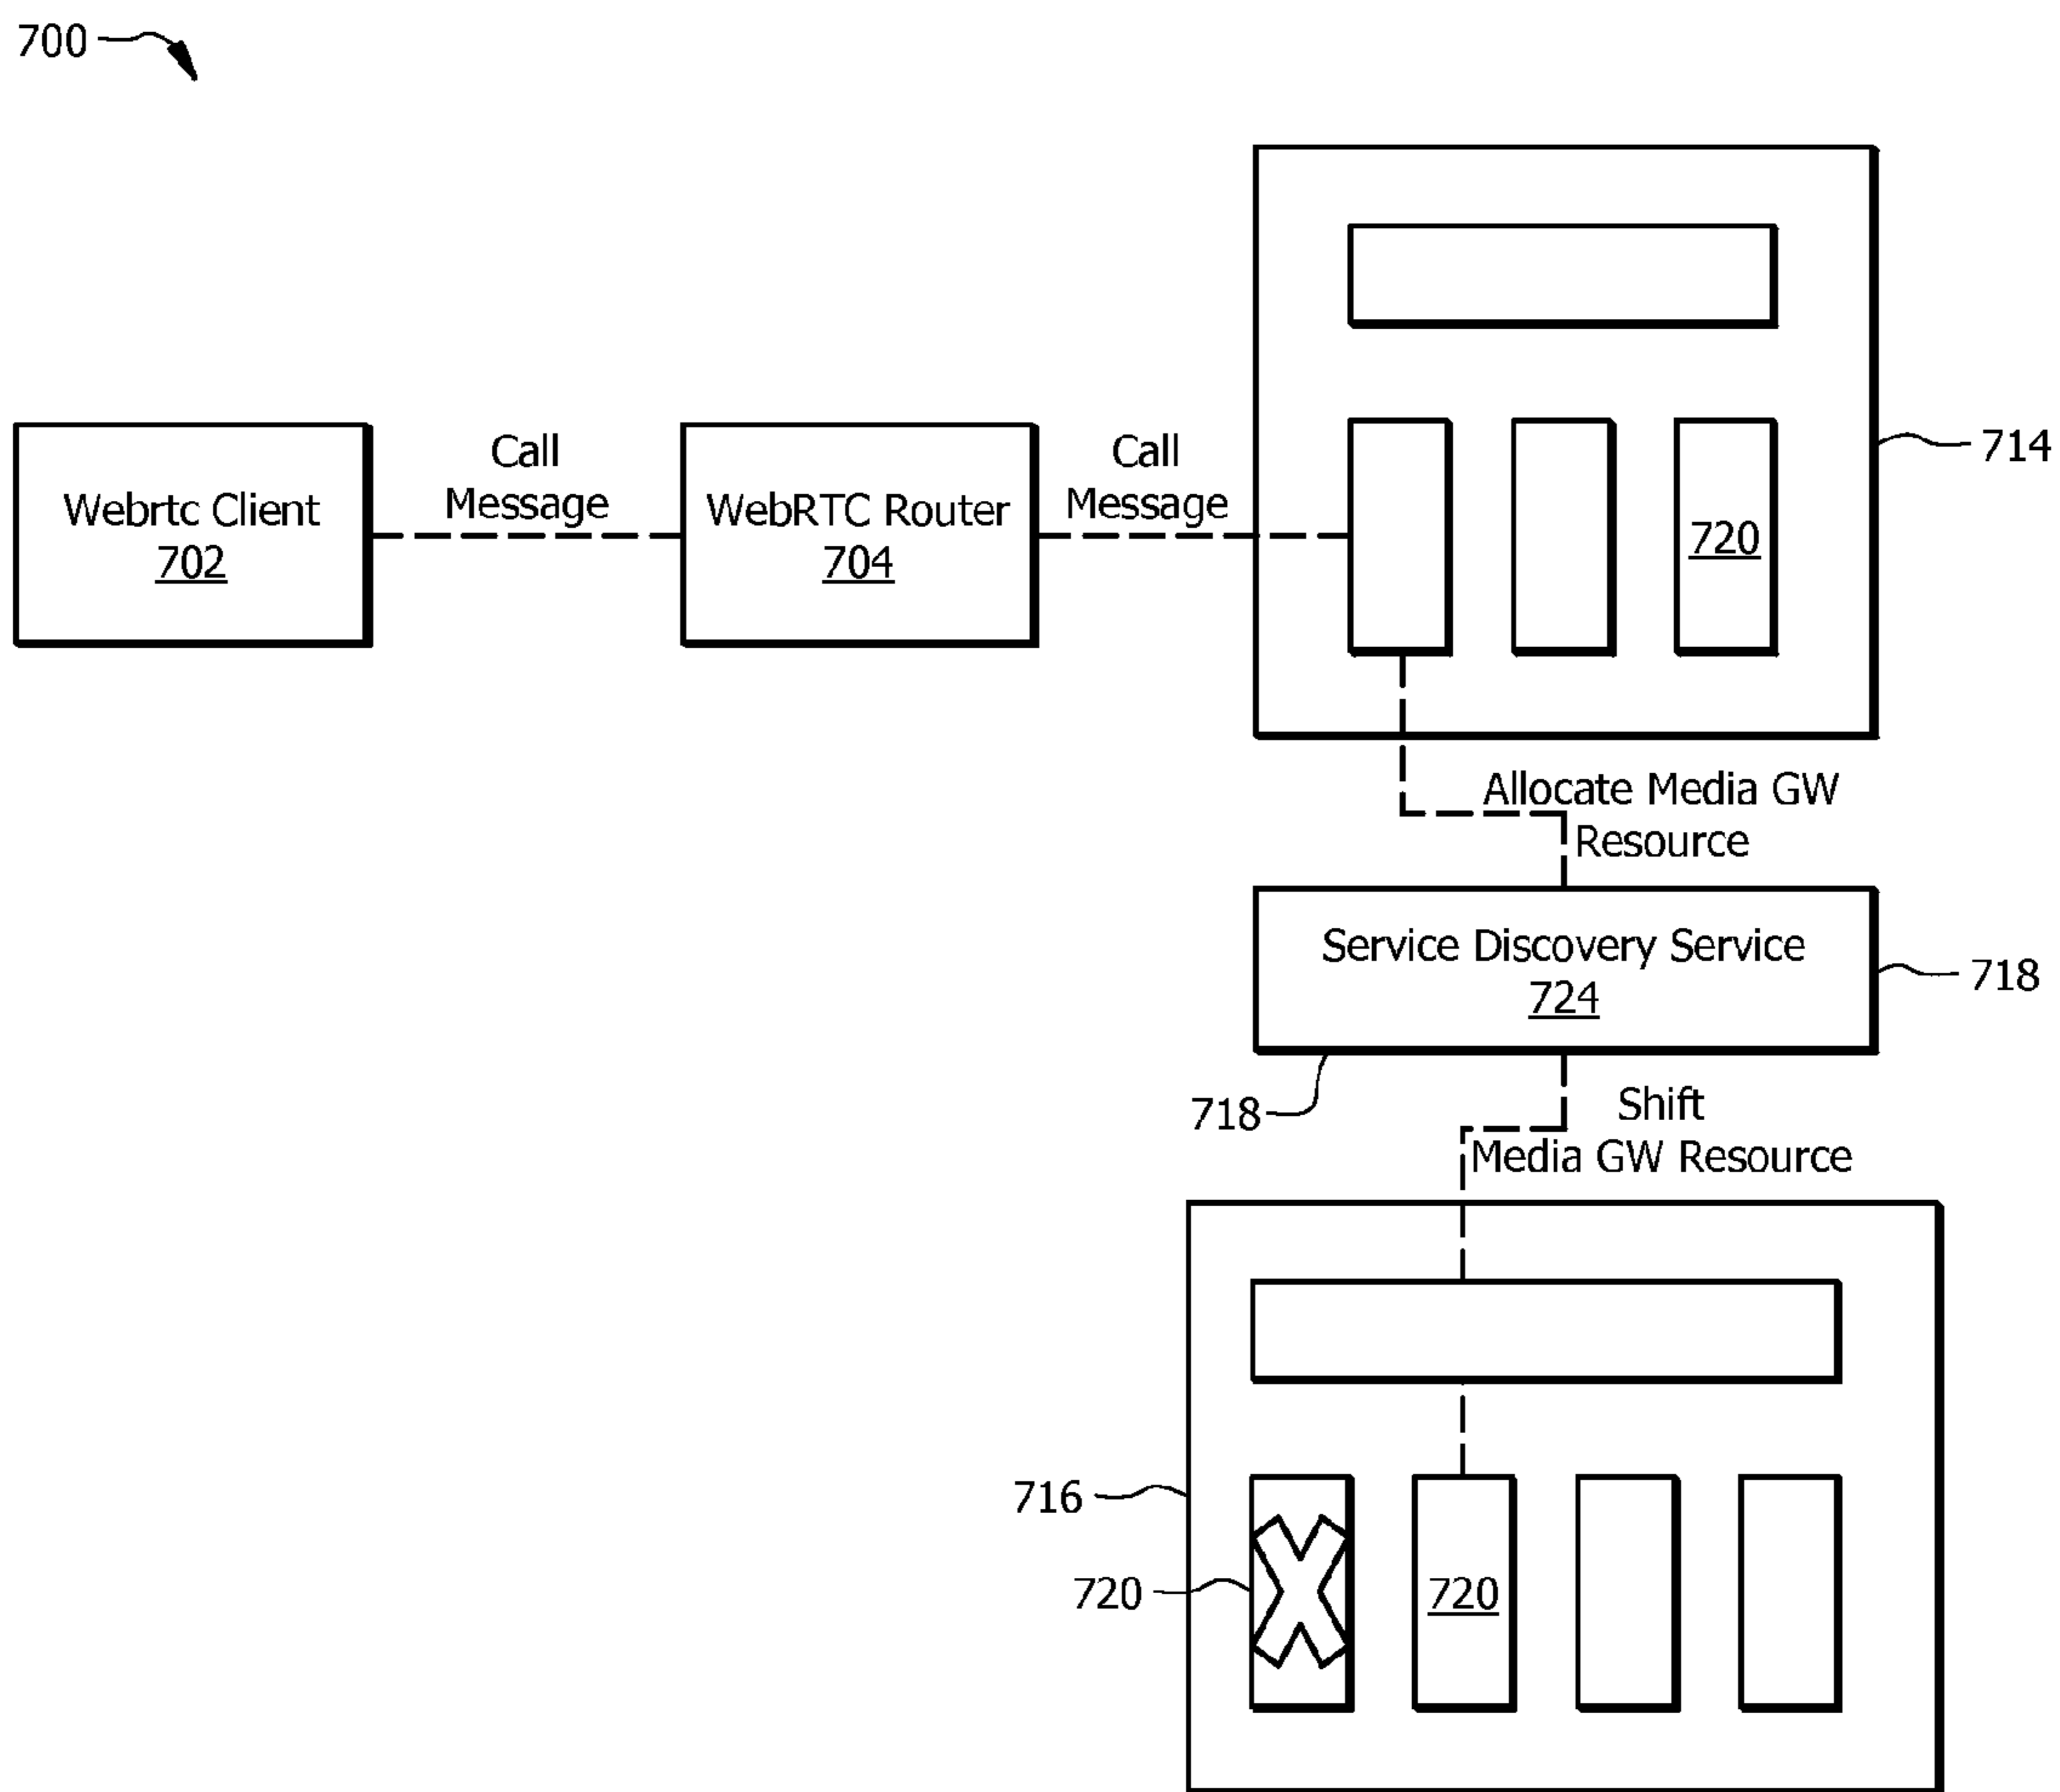 700
714
Webrtc Client
702
Call
Message
WebRTC Router
704
Call
Message
720
Allocate Media GW
Resource
Service Discovery Service
724
718
718
Shift
Media GW Resource
716
720
720